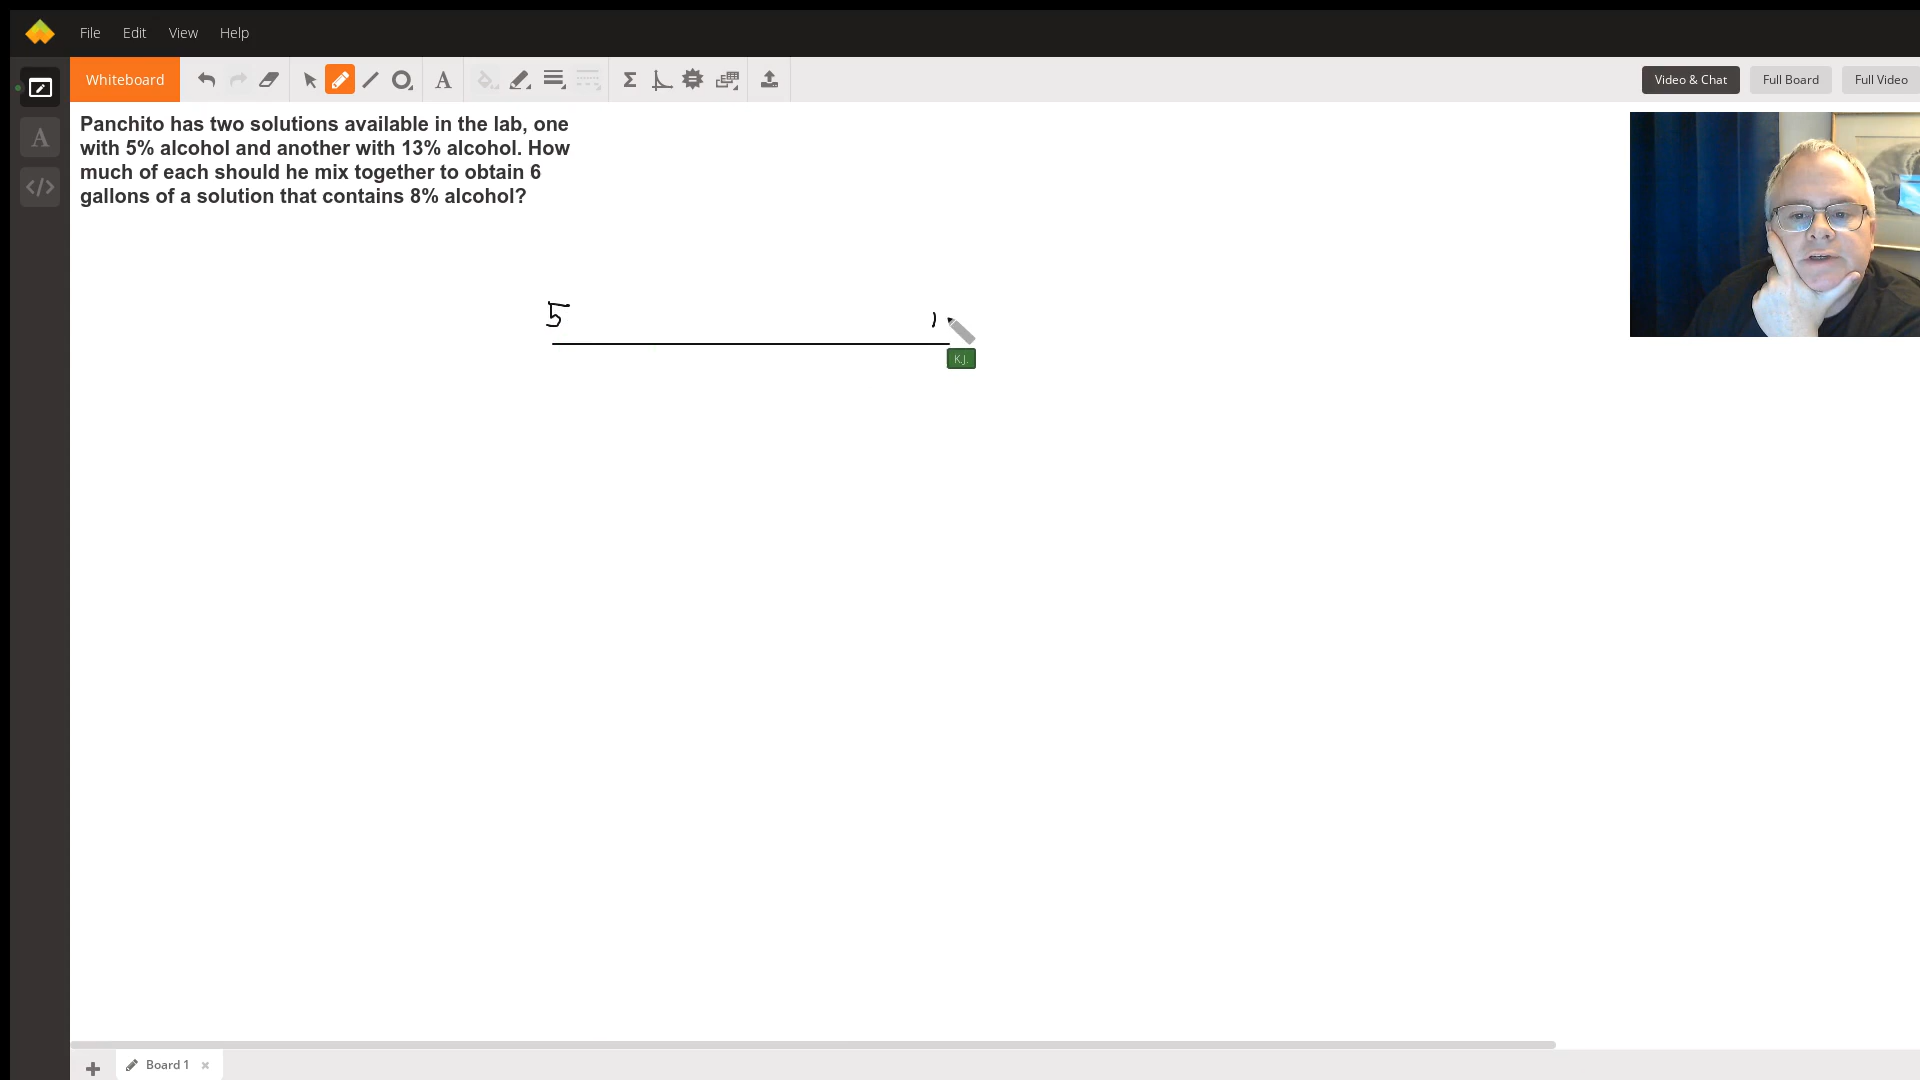 File Edit View Help
Whiteboard
A Σ
Video & Chat Full Board Full Video
A
</>
Panchito has two solutions available in the lab, one
with 5% alcohol and another with 13% alcohol. How
much of each should he mix together to obtain 6
gallons of a solution that contains 8% alcohol?
5 1
K.J.
+ Board 1 ×